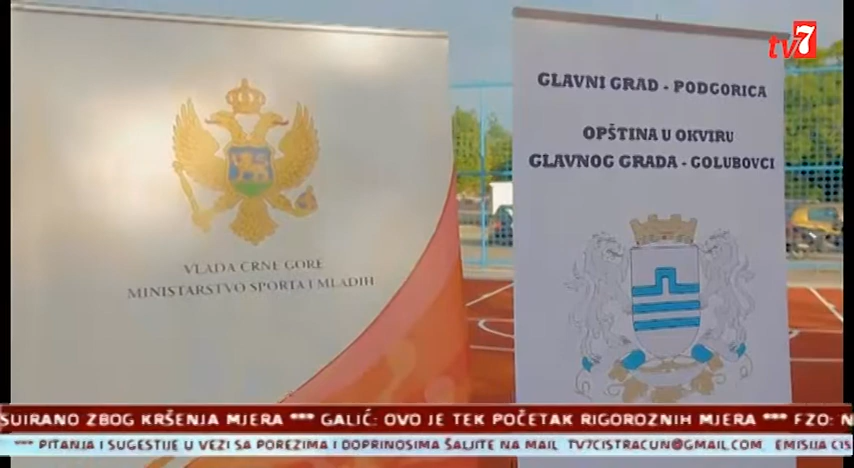 tv7
VLADA CRNE GORE
MINISTARSTVO SPORTA I MLADIH
GLAVNI GRAD - PODGORICA
OPŠTINA U OKVIRU
GLAVNOG GRADA - GOLUBOVCI
SUIRANO ZBOG KRŠENJA MJERA *** GALIĆ: OVO JE TEK POČETAK RIGOROZNIH MJERA *** FZO: N
*** PITANJA I SUGESTIJE U VEZI SA POREZIMA I DOPRINOSIMA ŠALJITE NA MAIL TV7CISTRACUN@GMAIL.COM EMISIJA CIS